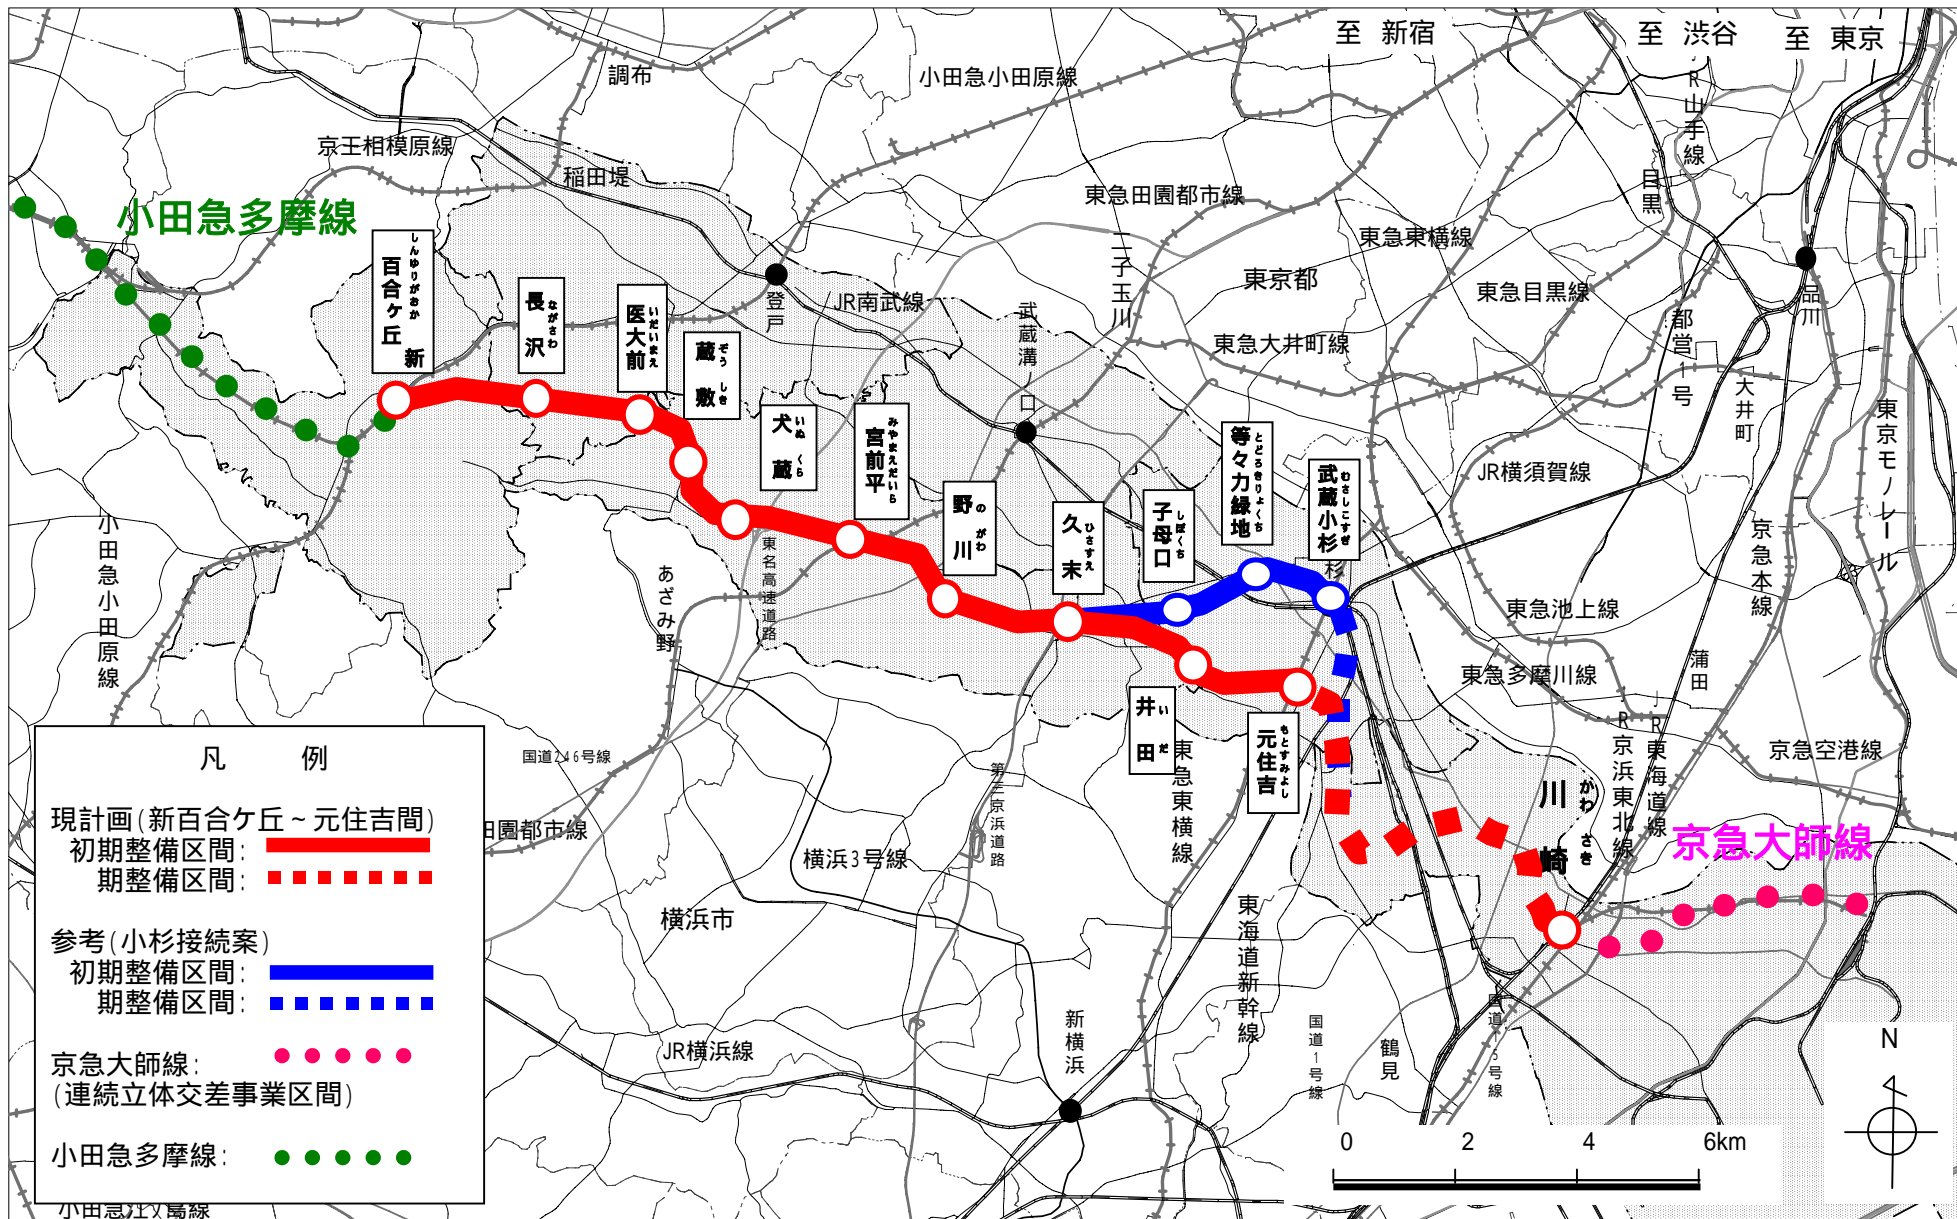 至 新宿
至 渋谷
至 東京
調布
小田急小田原線
京王相模原線
稲田堤
JR山手線
目黒
東急田園都市線
小田急多摩線
二子玉川
東急東横線
東京都
東急目黒線
品川
しんゆりがおか
新百合ヶ丘
ながさわ
長沢
いだいまえ
医大前
ぞうしき
蔵敷
登戸
JR南武線
武蔵溝ノ口
東急大井町線
都営1号
大井町
東京モノレール
いぬくら
犬蔵
みやまえだいら
宮前平
のがわ
野川
ひさすえ
久末
しぼくち
子母口
とどろきりょくち
等々力緑地
むさしこすぎ
武蔵小杉
杉
JR横須賀線
京急本線
小田急小田原線
あざみ野
東名高速道路
東急池上線
東急多摩川線
蒲田
いだ
井田
もとすみよし
元住吉
東急東横線
国道246号線
第三京浜道路
田園都市線
横浜3号線
横浜市
かわさき
川崎
JR京浜東北線
JR東海道線
京急空港線
京急大師線
東海道新幹線
新横浜
JR横浜線
国道1号線
鶴見
国道15号線
凡 例
現計画(新百合ケ丘~元住吉間)
初期整備区間:
期整備区間:
参考(小杉接続案)
初期整備区間:
期整備区間:
京急大師線:
(連続立体交差事業区間)
小田急多摩線:
小田急江ノ島線
N
0 2 4 6km